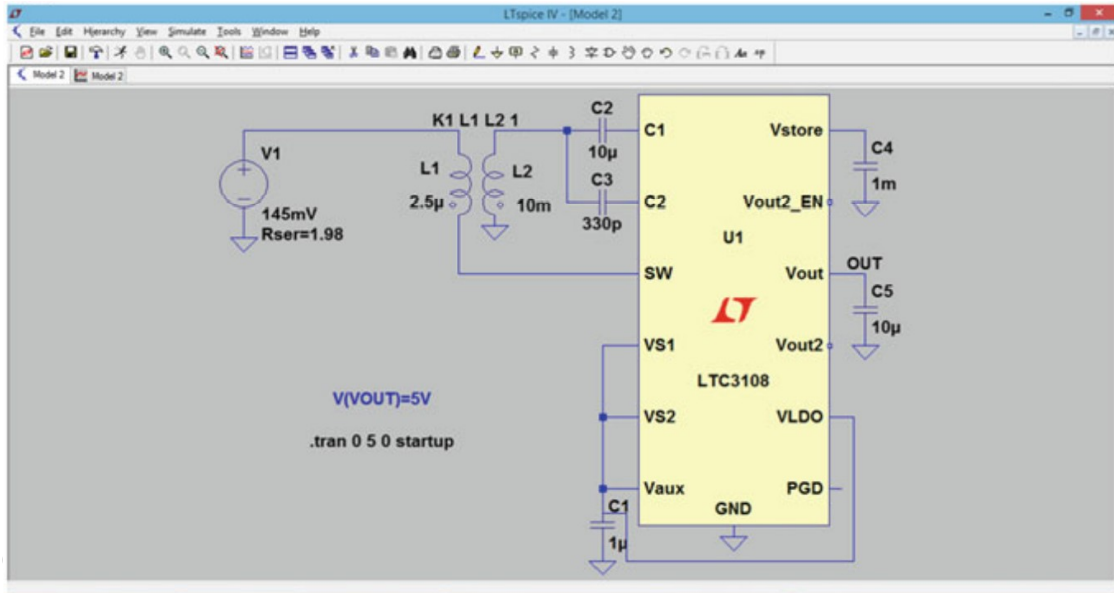 LTspice IV - [Model 2]
File Edit Hierarchy View Simulate Tools Window Help
Model 2 Model 2
K1 L1 L2 1
V1
145mV
Rser=1.98
L1
2.5µ
L2
10m
C2
10µ
C3
330p
C1
C2
SW
VS1
VS2
Vaux
Vstore
Vout2_EN
U1
Vout
Vout2
LTC3108
VLDO
PGD
GND
C4
1m
OUT
C5
10µ
C1
1µ
V(VOUT)=5V
.tran 0 5 0 startup